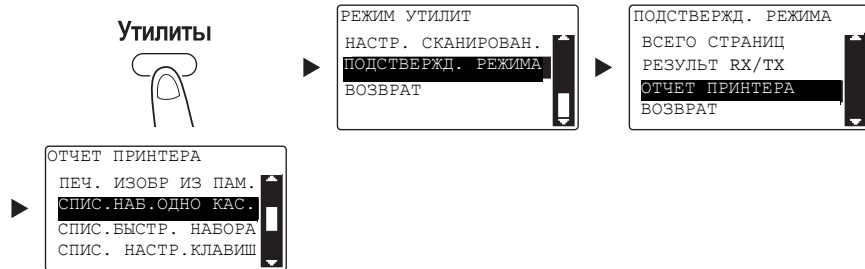 Утилиты
РЕЖИМ УТИЛИТ
НАСТР. СКАНИРОВАН.
ПОДСТВЕРЖД. РЕЖИМА
ВОЗВРАТ
ПОДСТВЕРЖД. РЕЖИМА
ВСЕГО СТРАНИЦ
РЕЗУЛЬТ RX/TX
ОТЧЕТ ПРИНТЕРА
ВОЗВРАТ
ОТЧЕТ ПРИНТЕРА
ПЕЧ. ИЗОБР ИЗ ПАМ.
СПИС.НАБ.ОДНО КАС.
СПИС.БЫСТР. НАБОРА
СПИС. НАСТР.КЛАВИШ